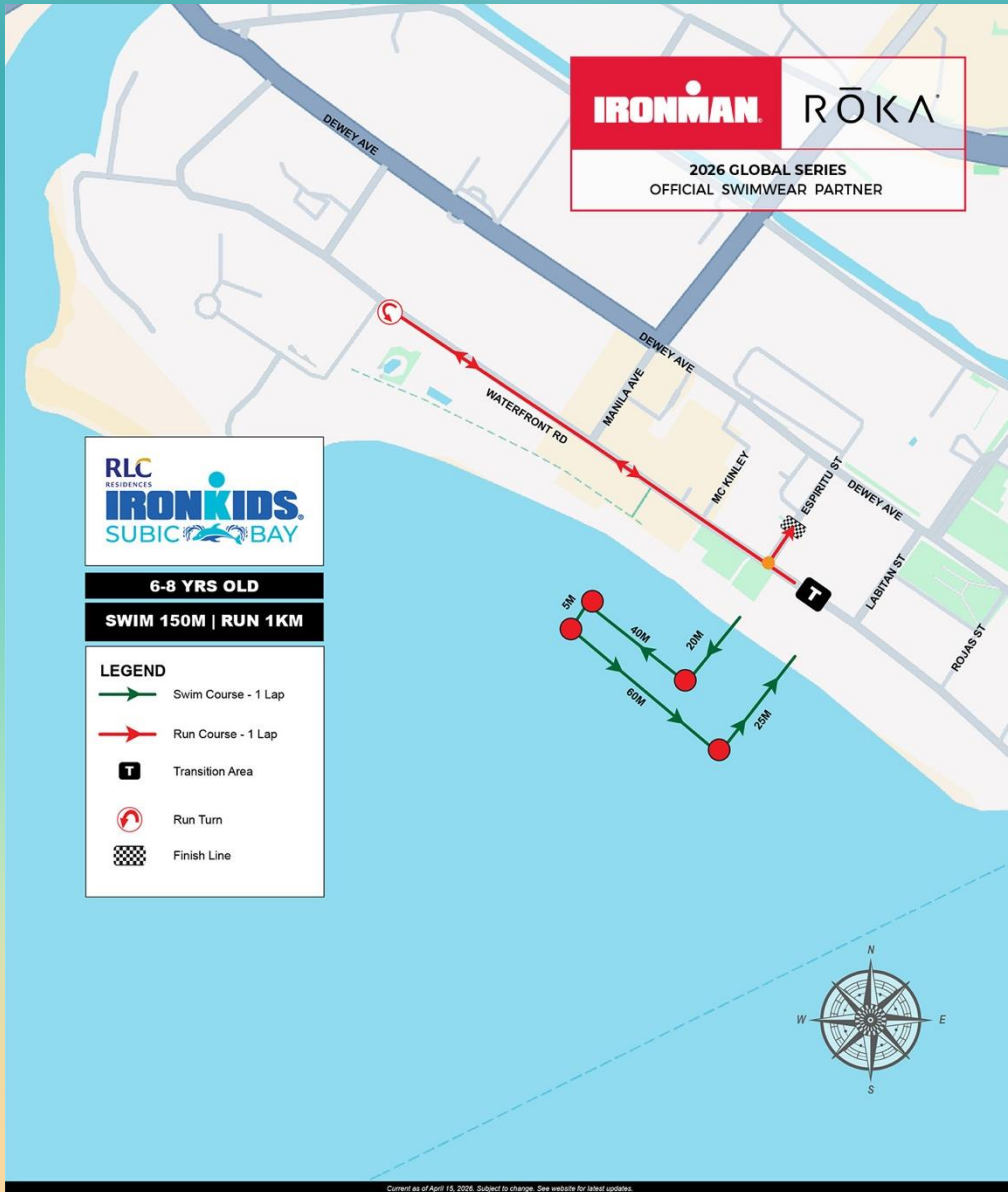 IRONMAN
RŌKA
2026 GLOBAL SERIES
OFFICIAL SWIMWEAR PARTNER
DEWEY AVE
DEWEY AVE
MANILA AVE
WATERFRONT RD
MC KINLEY
ESPIRITU ST
DEWEY AVE
LABITAN ST
ROJAS ST
T
5M
40M
20M
60M
25M
RLC
RESIDENCES
IRONKIDS
SUBIC BAY
6-8 YRS OLD
SWIM 150M | RUN 1KM
LEGEND
Swim Course - 1 Lap
Run Course - 1 Lap
T Transition Area
Run Turn
Finish Line
N
W E
S
Current as of April 15, 2026. Subject to change. See website for latest updates.